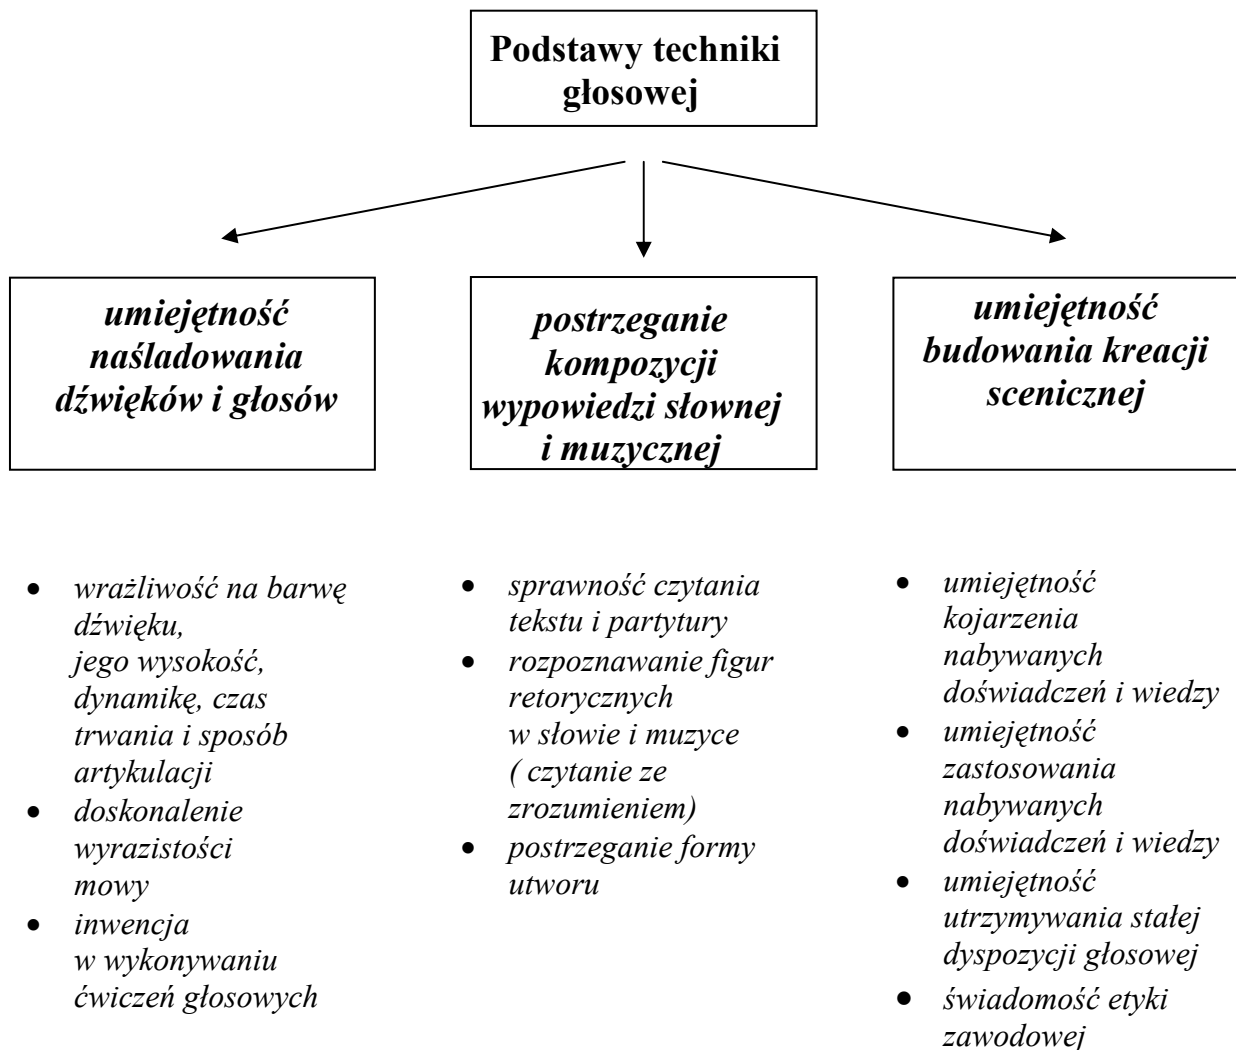 Podstawy techniki
głosowej
umiejętność
naśladowania
dźwięków i głosów
postrzeganie
kompozycji
wypowiedzi słownej
i muzycznej
umiejętność
budowania kreacji
scenicznej
• wrażliwość na barwę
dźwięku,
jego wysokość,
dynamikę, czas
trwania i sposób
artykulacji
• doskonalenie
wyrazistości
mowy
• inwencja
w wykonywaniu
ćwiczeń głosowych
• sprawność czytania
tekstu i partytury
• rozpoznawanie figur
retorycznych
w słowie i muzyce
( czytanie ze
zrozumieniem)
• postrzeganie formy
utworu
• umiejętność
kojarzenia
nabywanych
doświadczeń i wiedzy
• umiejętność
zastosowania
nabywanych
doświadczeń i wiedzy
• umiejętność
utrzymywania stałej
dyspozycji głosowej
• świadomość etyki
zawodowej